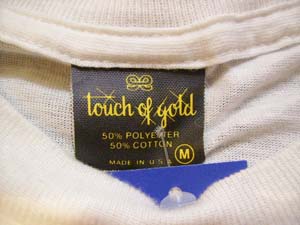 touch of gold
50% POLYESTER
50% COTTON
M
MADE IN U.S.A.